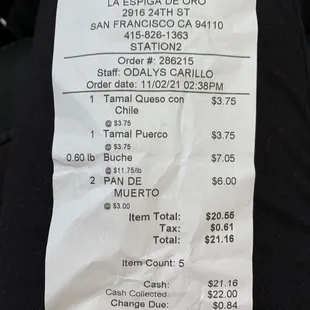 LA ESPIGA DE ORO
2916 24TH ST
SAN FRANCISCO CA 94110
415-826-1363
STATION2
Order #: 286215
Staff: ODALYS CARILLO
Order date: 11/02/21 02:38PM
1 Tamal Queso con $3.75
Chile
@ $3.75
1 Tamal Puerco $3.75
@ $3.75
0.60 lb Buche $7.05
@ $11.75/lb
2 PAN DE $6.00
MUERTO
@ $3.00
Item Total: $20.55
Tax: $0.61
Total: $21.16
Item Count: 5
Cash: $21.16
Cash Collected: $22.00
Change Due: $0.84